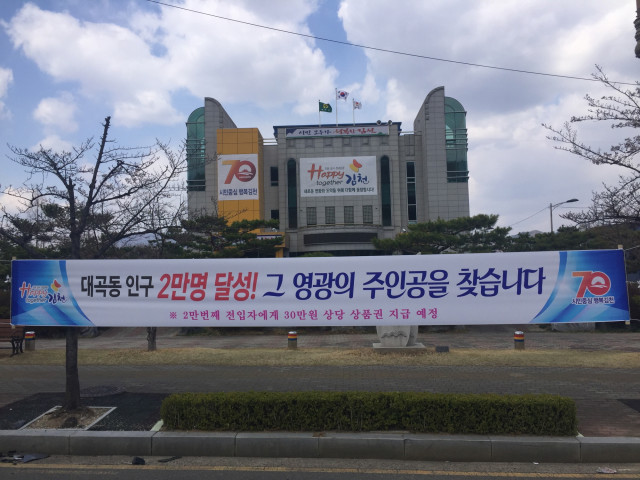 70
시민중심 행복김천
Happy
together 김천
Happy
together 김천
대곡동 인구 2만명 달성! 그 영광의 주인공을 찾습니다
※ 2만번째 전입자에게 30만원 상당 상품권 지급 예정
70
시민중심 행복김천